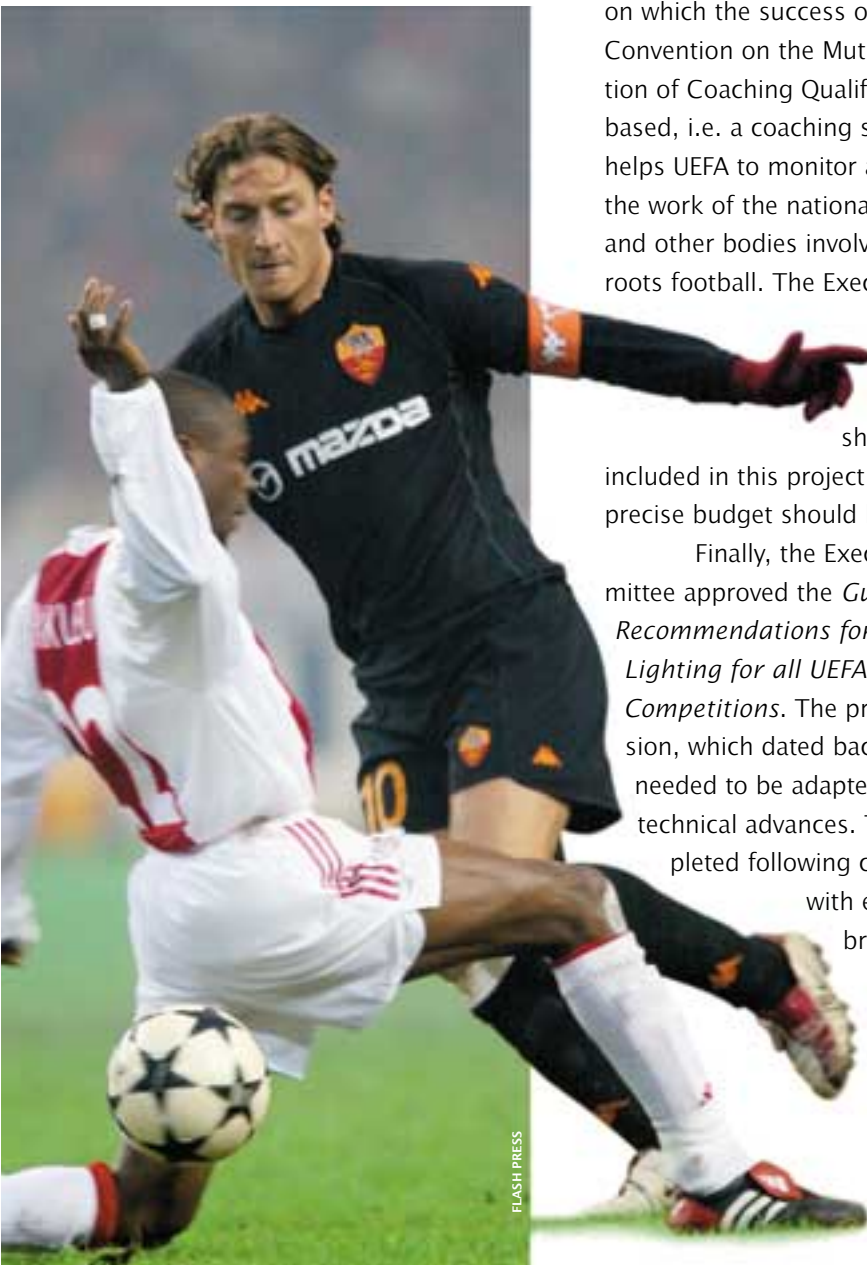 on which the success o
Convention on the Mut
tion of Coaching Qualif
based, i.e. a coaching s
helps UEFA to monitor
the work of the nationa
and other bodies involv
roots football. The Exec
sh
included in this project
precise budget should
Finally, the Exec
mittee approved the Gu
Recommendations for
Lighting for all UEFA
Competitions. The pr
sion, which dated bac
needed to be adapte
technical advances. T
pleted following c
with e
br
mazda
10
FLASH PRESS